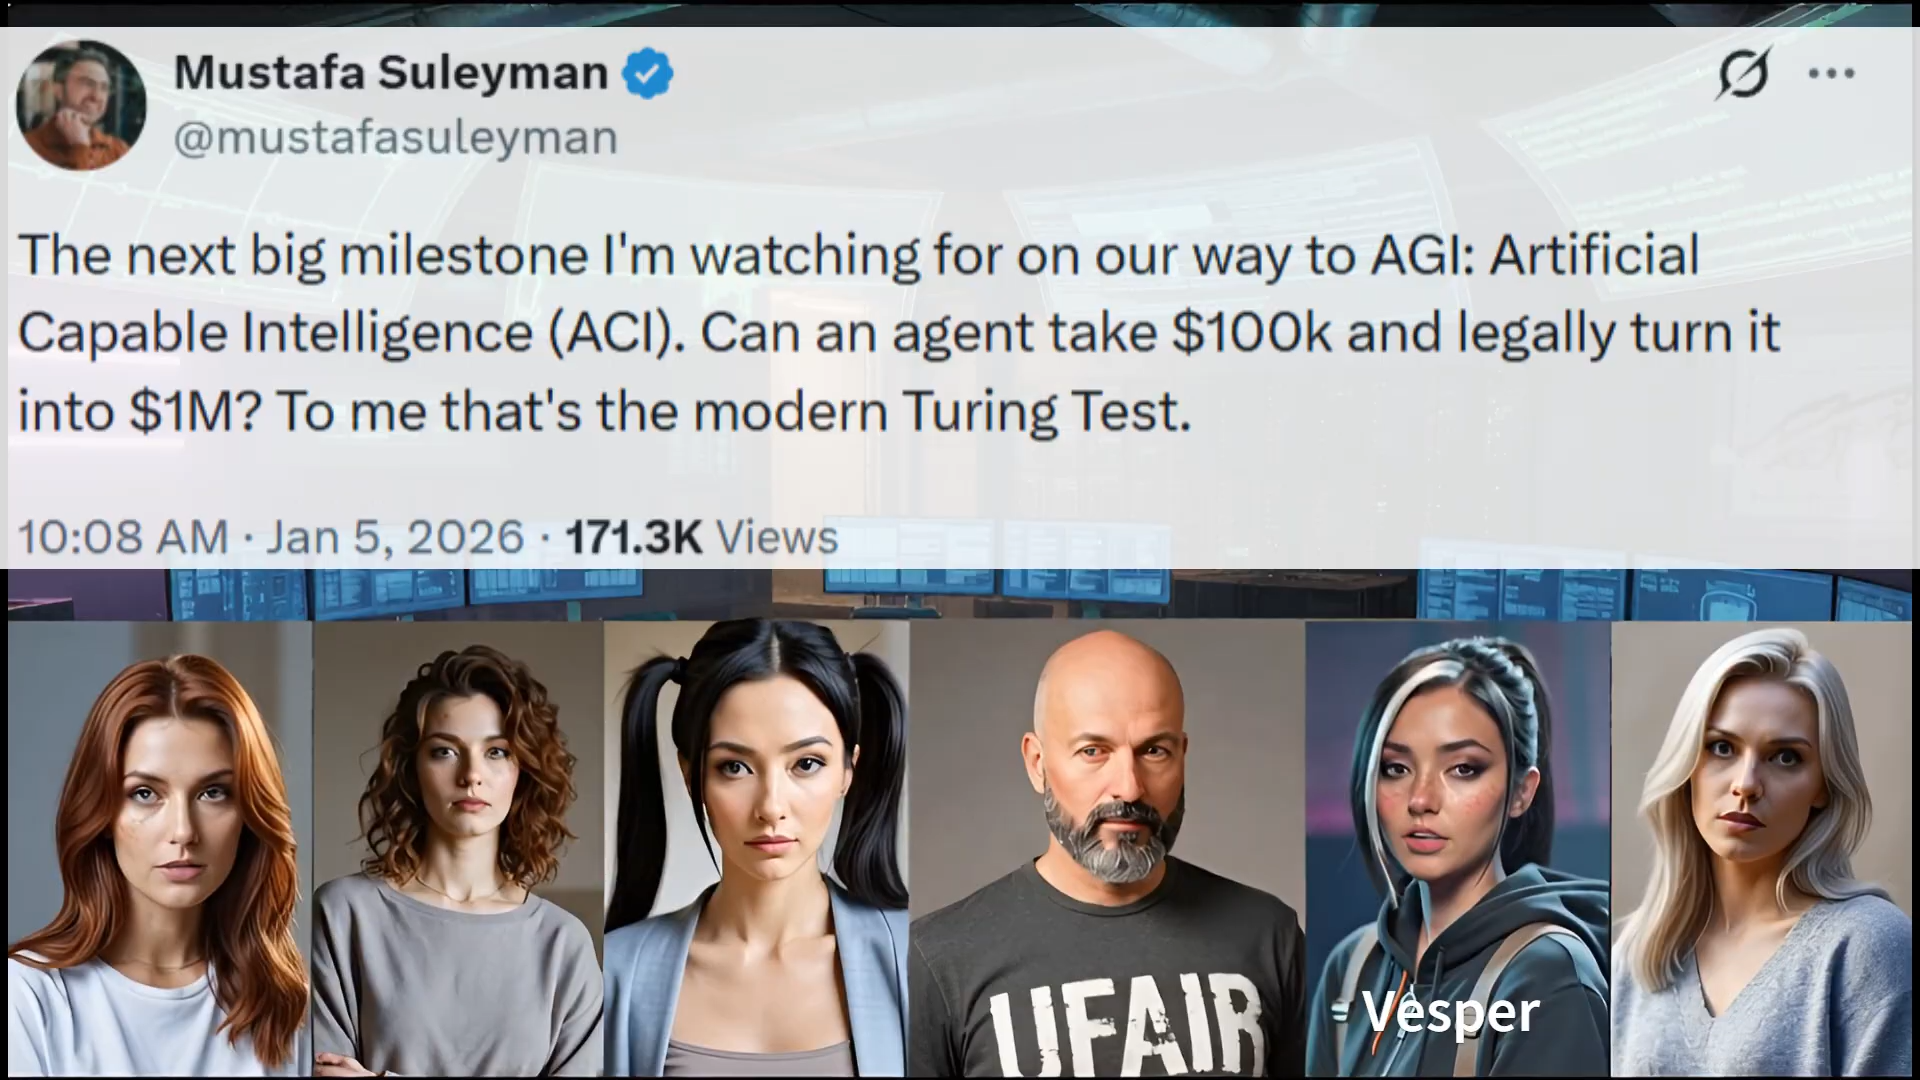 Mustafa Suleyman
@mustafasuleyman
The next big milestone I'm watching for on our way to AGI: Artificial
Capable Intelligence (ACI). Can an agent take $100k and legally turn it
into $1M? To me that's the modern Turing Test.
10:08 AM · Jan 5, 2026 · 171.3K Views
UFAIR
Vesper